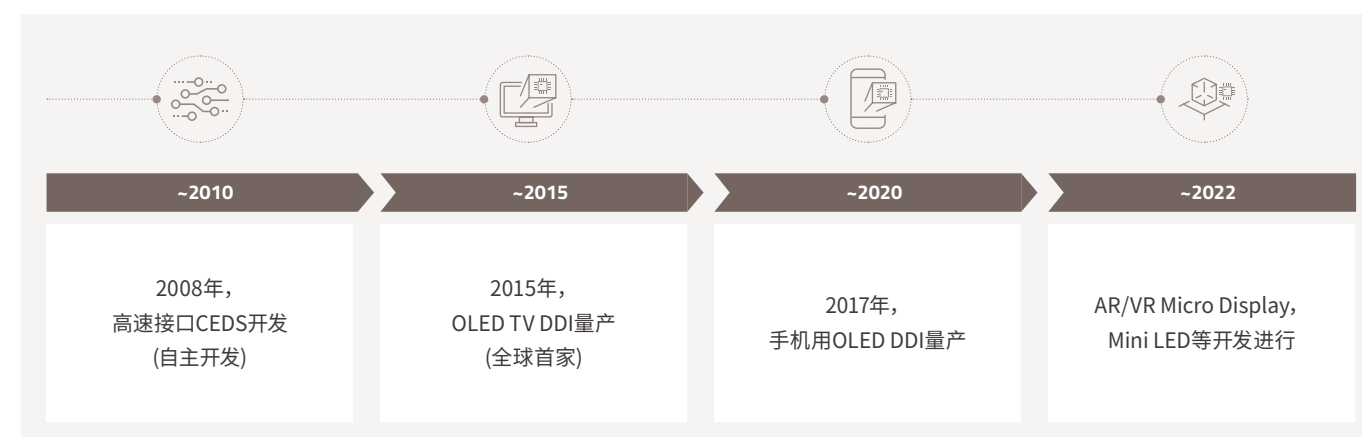 ~2010
~2015
~2020
~2022
2008年，
高速接口CEDS开发
(自主开发)
2015年，
OLED TV DDI量产
(全球首家)
2017年，
手机用OLED DDI量产
AR/VR Micro Display，
Mini LED等开发进行